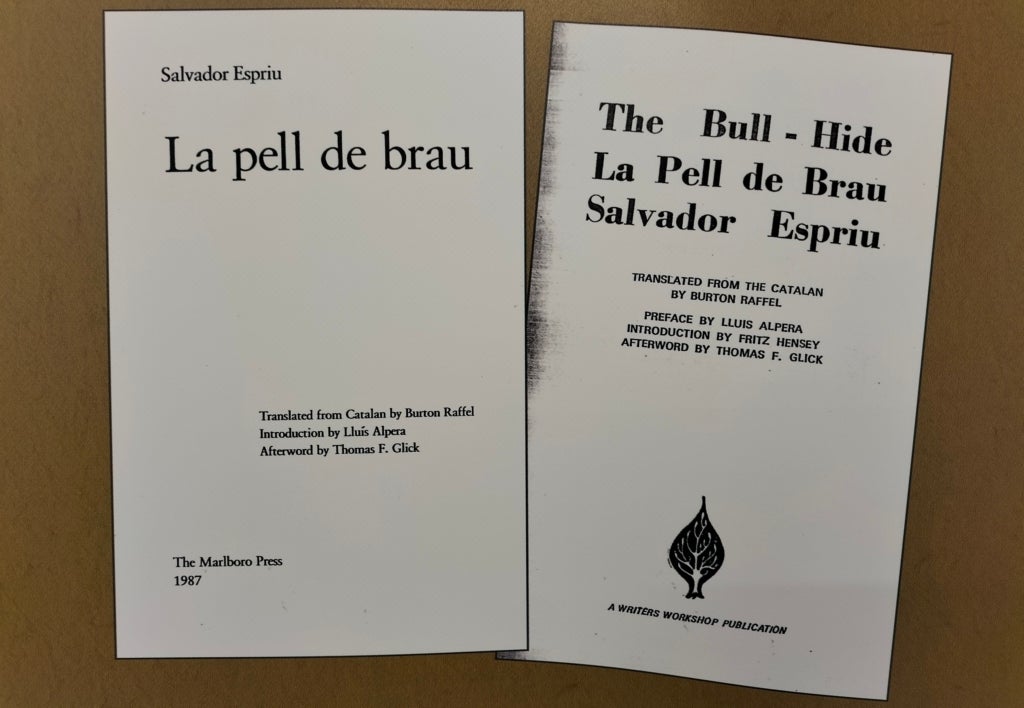 Salvador Espriu
La pell de brau
Translated from Catalan by Burton Raffel
Introduction by Lluís Alpera
Afterword by Thomas F. Glick
The Marlboro Press
1987
The Bull - Hide
La Pell de Brau
Salvador Espriu
TRANSLATED FROM THE CATALAN
BY BURTON RAFFEL
PREFACE BY LLUIS ALPERA
INTRODUCTION BY FRITZ HENSEY
AFTERWORD BY THOMAS F. GLICK
A WRITERS WORKSHOP PUBLICATION